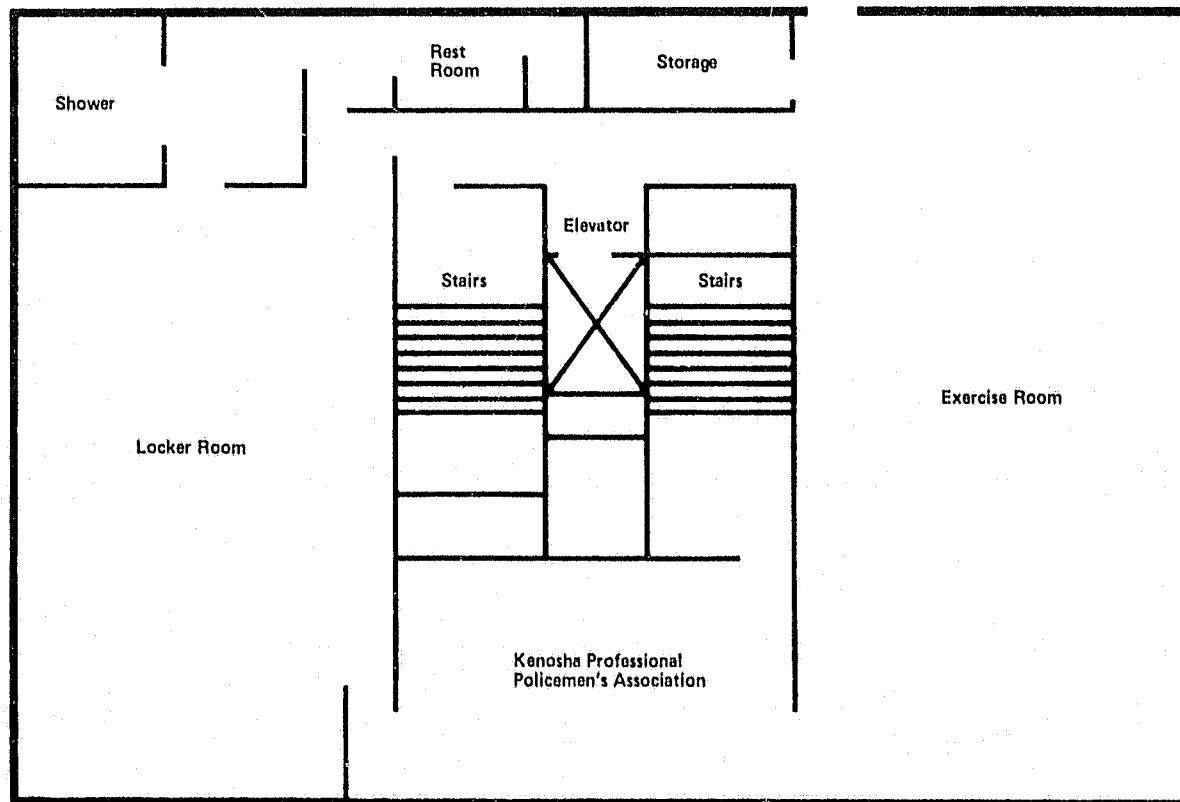 Rest
Room
Storage
Shower
Elevator
Stairs
Stairs
Exercise Room
Locker Room
Kenosha Professional
Policemen's Association